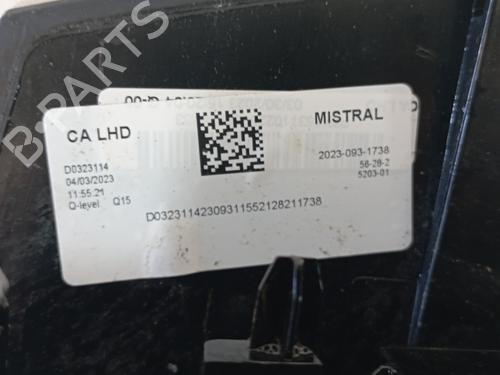 CA LHD
MISTRAL
D0323114
04/03/2023
11:55:21
Q-level Q15
2023-093-1738
56-28-2
5203-01
D03231142309311552128211738
B-PARTS